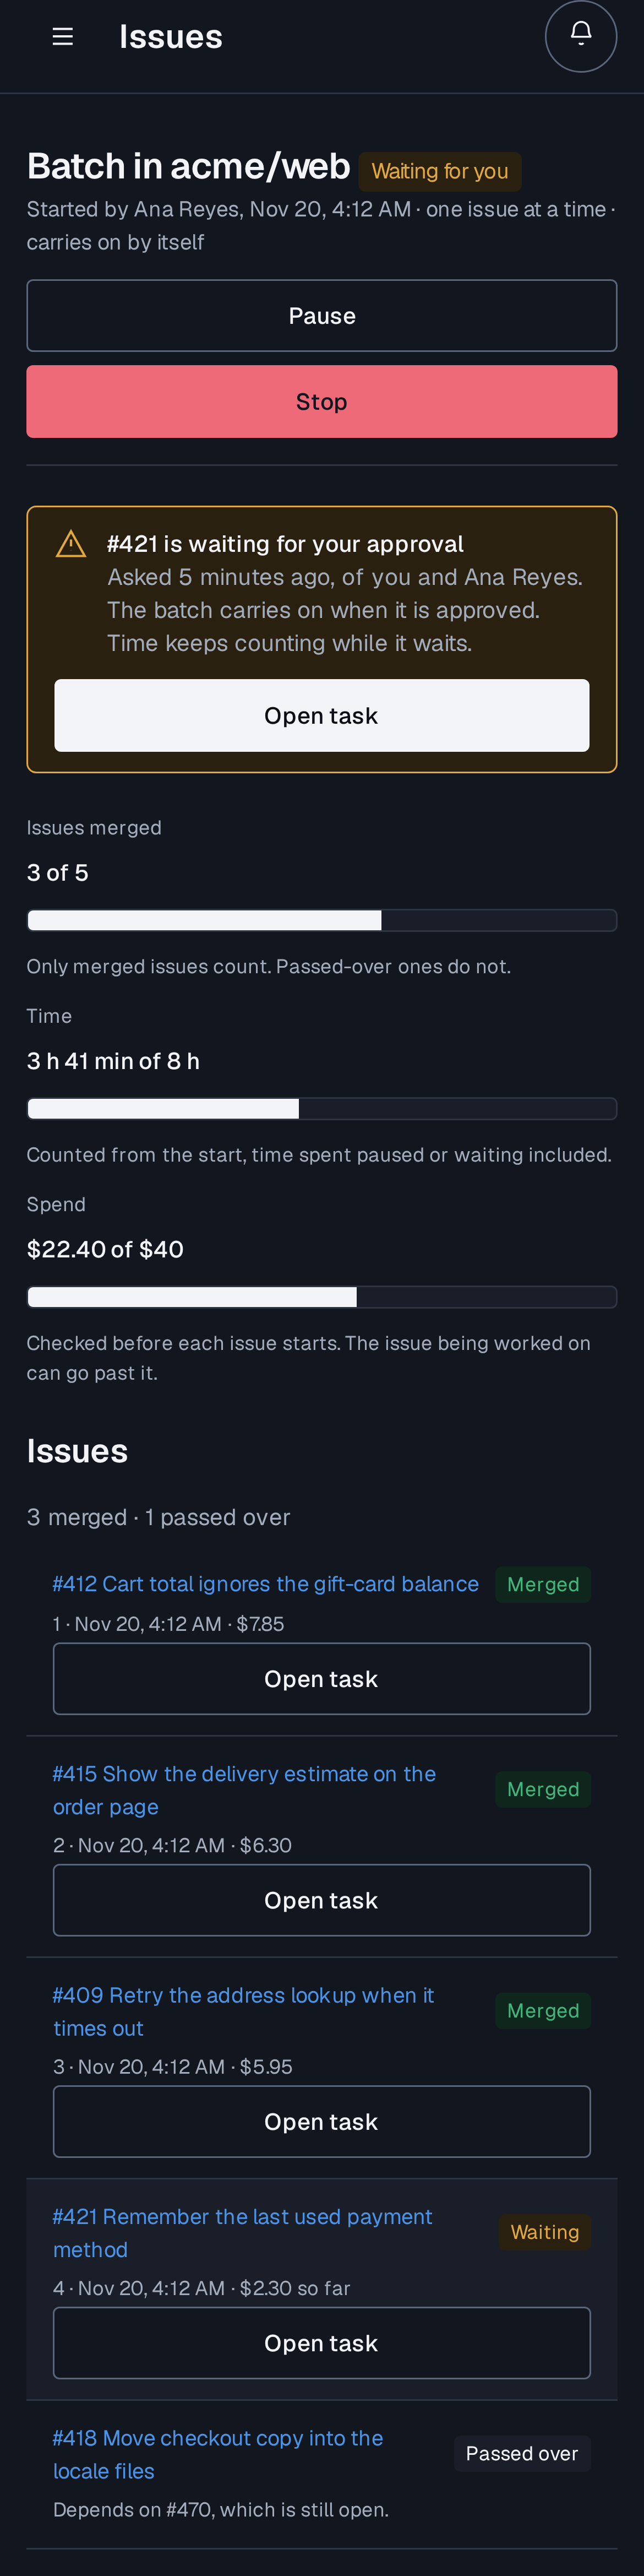 Issues
Batch in acme/web Waiting for you
Started by Ana Reyes, Nov 20, 4:12 AM · one issue at a time ·
carries on by itself
Pause
Stop
#421 is waiting for your approval
Asked 5 minutes ago, of you and Ana Reyes.
The batch carries on when it is approved.
Time keeps counting while it waits.
Open task
Issues merged
3 of 5
Only merged issues count. Passed-over ones do not.
Time
3 h 41 min of 8 h
Counted from the start, time spent paused or waiting included.
Spend
$22.40 of $40
Checked before each issue starts. The issue being worked on
can go past it.
Issues
3 merged · 1 passed over
#412 Cart total ignores the gift-card balance Merged
1 · Nov 20, 4:12 AM · $7.85
Open task
#415 Show the delivery estimate on the
order page
Merged
2 · Nov 20, 4:12 AM · $6.30
Open task
#409 Retry the address lookup when it
times out
Merged
3 · Nov 20, 4:12 AM · $5.95
Open task
#421 Remember the last used payment
method
Waiting
4 · Nov 20, 4:12 AM · $2.30 so far
Open task
#418 Move checkout copy into the
locale files
Passed over
Depends on #470, which is still open.